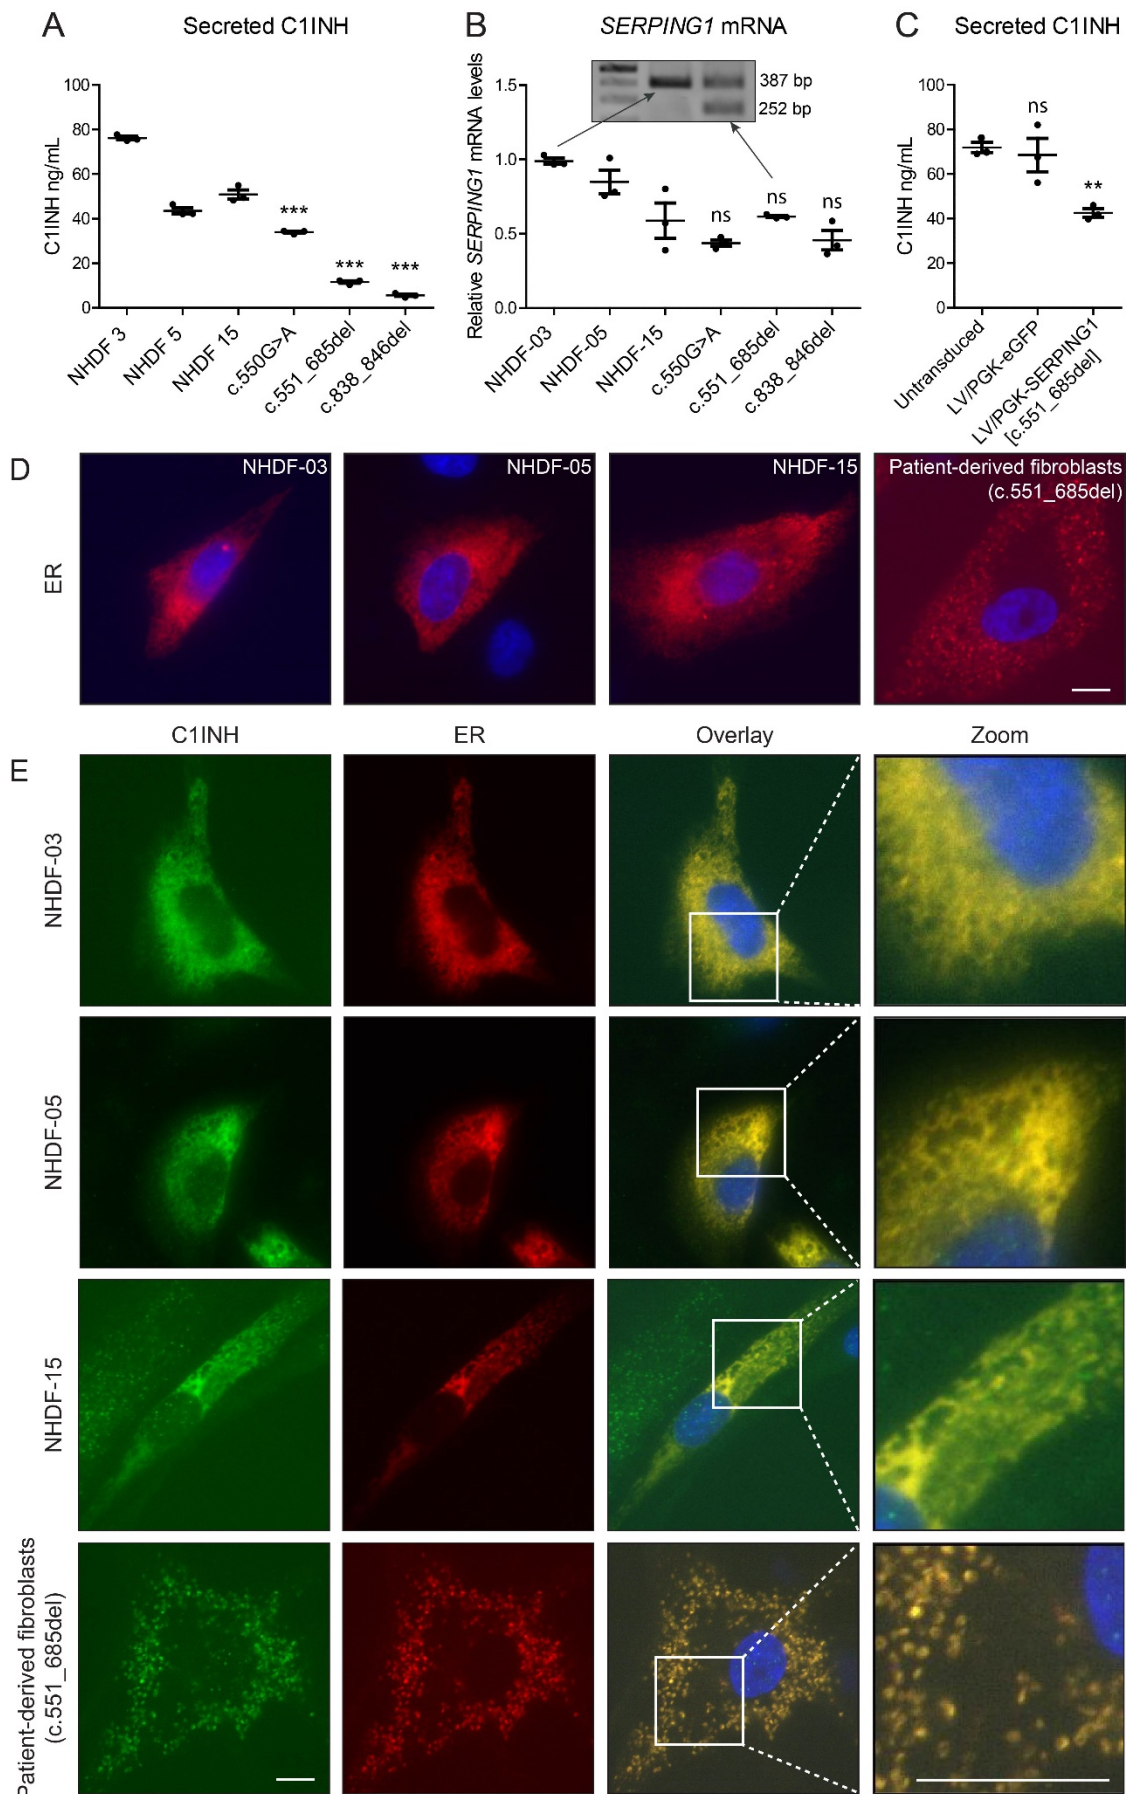 A
Secreted C1INH
C1INH ng/mL
100
80
60
40
20
0
***
***
***
NHDF 3
NHDF 5
NHDF 15
c.550G>A
c.551_685del
c.838_846del
B
SERPING1 mRNA
Relative SERPING1 mRNA levels
1.5
1.0
0.5
0.0
387 bp
252 bp
ns
ns
ns
NHDF-03
NHDF-05
NHDF-15
c.550G>A
c.551_685del
c.838_846del
C
Secreted C1INH
C1INH ng/mL
100
80
60
40
20
0
ns
**
Untransduced
LV/PGK-eGFP
LV/PGK-SERPING1
[c.551_685del]
D
ER
NHDF-03
NHDF-05
NHDF-15
Patient-derived fibroblasts
(c.551_685del)
E
C1INH
ER
Overlay
Zoom
NHDF-03
NHDF-05
NHDF-15
Patient-derived fibroblasts
(c.551_685del)